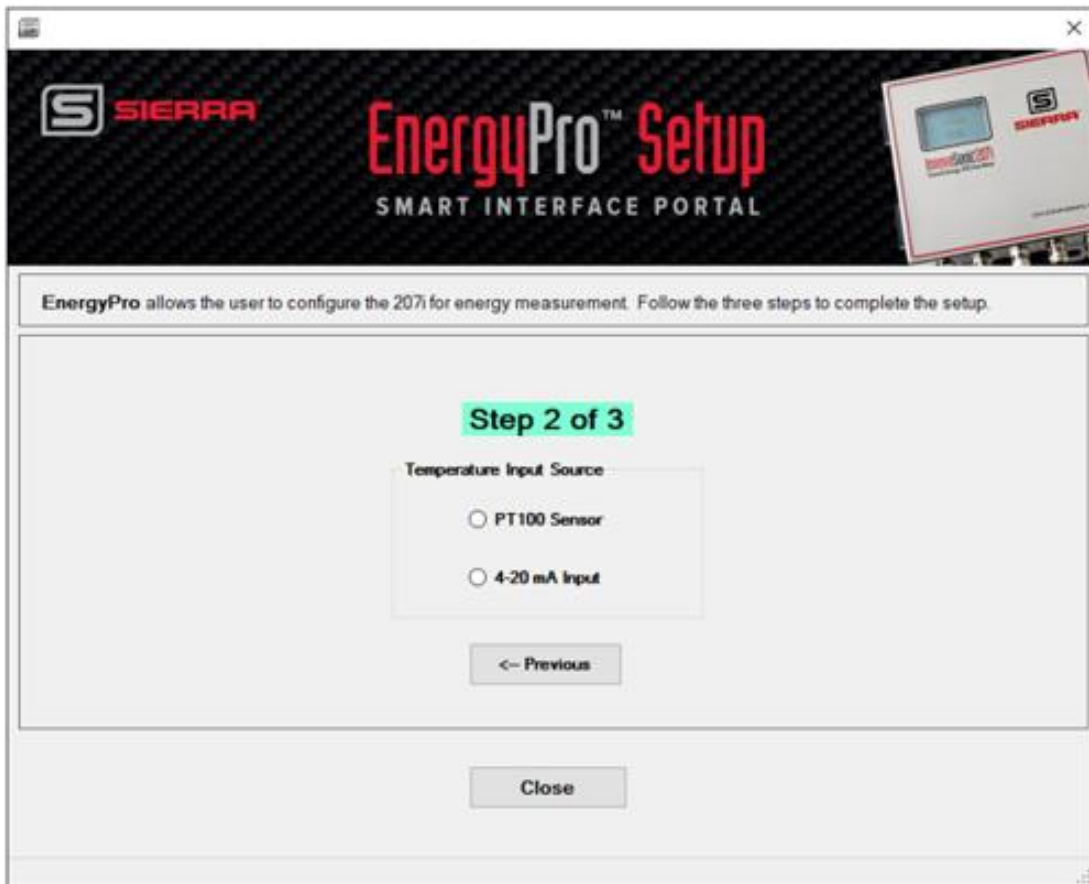 SIERRA
EnergyPro™ Setup
SMART INTERFACE PORTAL
SIERRA
EnergyPro allows the user to configure the 207i for energy measurement. Follow the three steps to complete the setup.
Step 2 of 3
Temperature Input Source
PT100 Sensor
4-20 mA Input
<-- Previous
Close